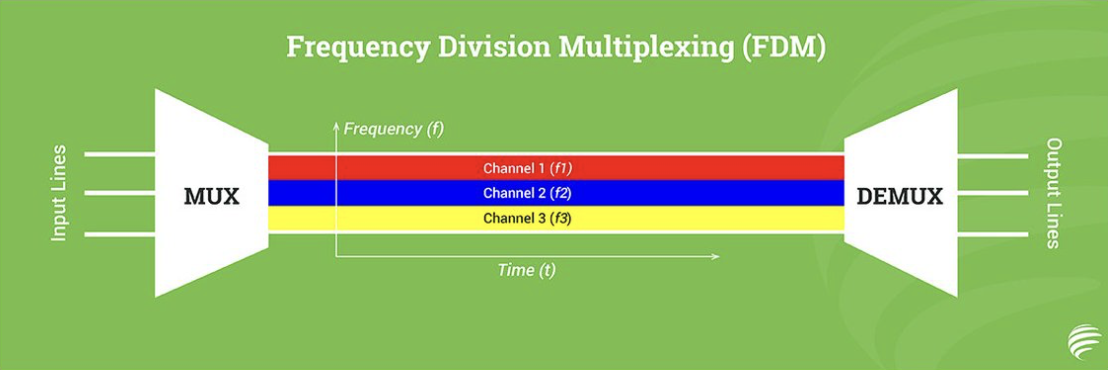 Frequency Division Multiplexing (FDM)
Input Lines
MUX
Frequency (f)
Channel 1 (f1)
Channel 2 (f2)
Channel 3 (f3)
Time (t)
DEMUX
Output Lines